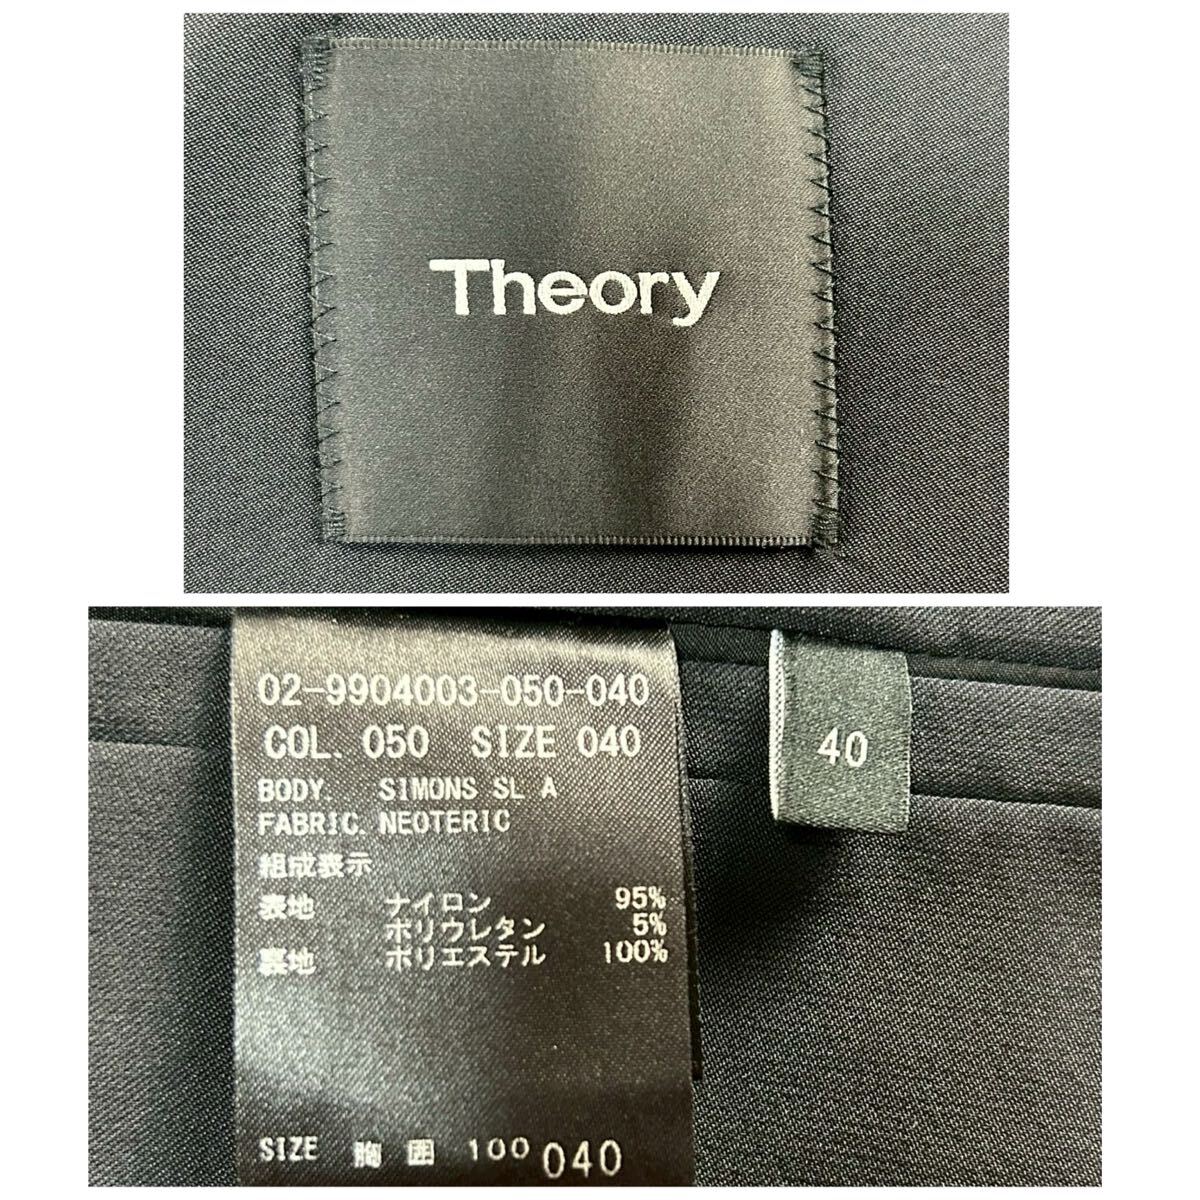 Theory
02-9904003-050-040
COL. 050 SIZE 040
BODY. SIMONS SL A
FABRIC. NEOTERIC
組成表示
表地 ナイロン 95%
ポリウレタン 5%
裏地 ポリエステル 100%
SIZE 胸囲 100 040
40